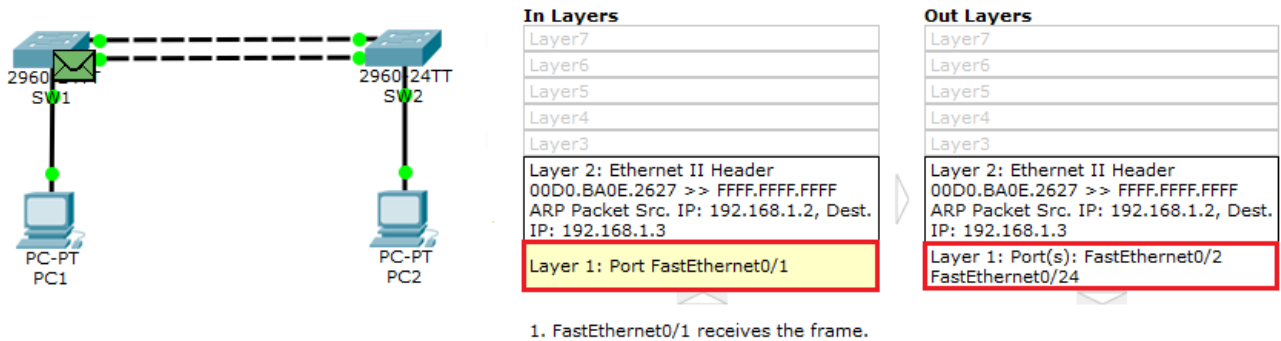 2960-24TT
SW1
2960-24TT
SW2
PC-PT
PC1
PC-PT
PC2
In Layers
Layer7
Layer6
Layer5
Layer4
Layer3
Layer 2: Ethernet II Header
00D0.BA0E.2627 >> FFFF.FFFF.FFFF
ARP Packet Src. IP: 192.168.1.2, Dest.
IP: 192.168.1.3
Layer 1: Port FastEthernet0/1
Out Layers
Layer7
Layer6
Layer5
Layer4
Layer3
Layer 2: Ethernet II Header
00D0.BA0E.2627 >> FFFF.FFFF.FFFF
ARP Packet Src. IP: 192.168.1.2, Dest.
IP: 192.168.1.3
Layer 1: Port(s): FastEthernet0/2
FastEthernet0/24
1. FastEthernet0/1 receives the frame.